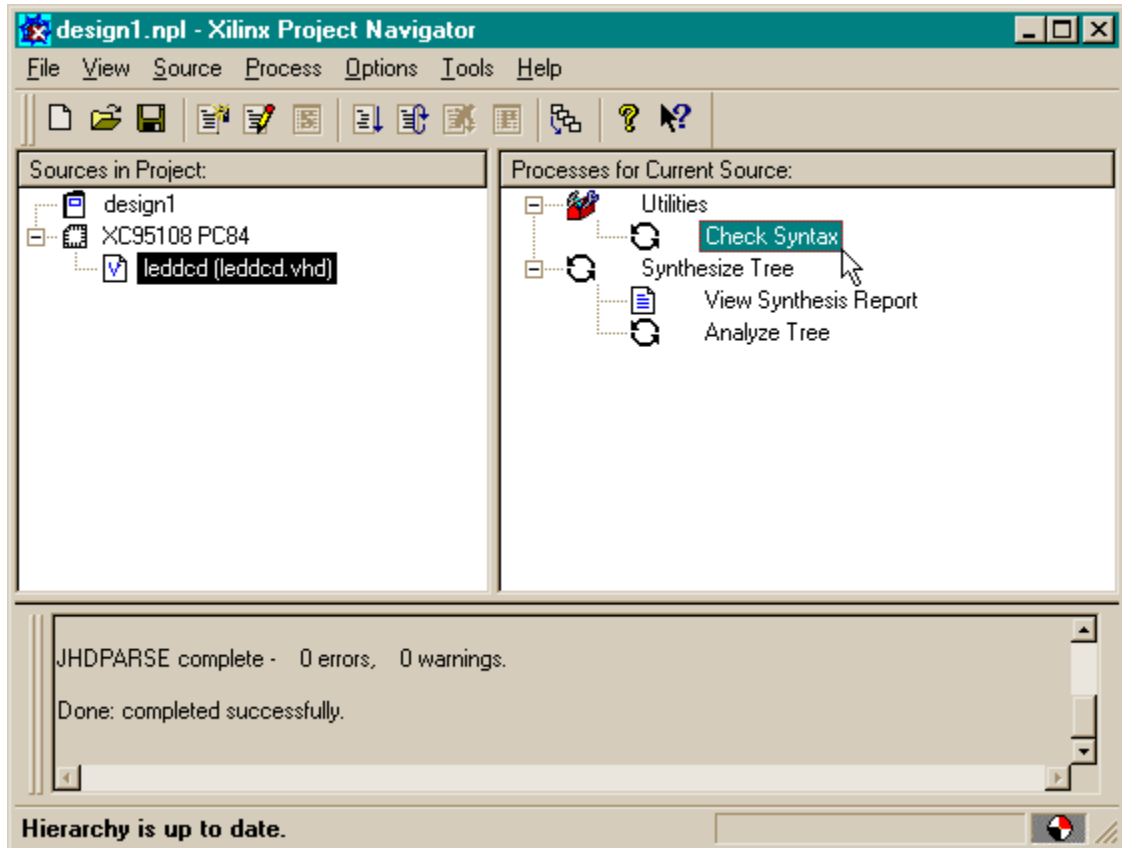 design1.npl - Xilinx Project Navigator
File View Source Process Options Tools Help
Sources in Project:
design1
XC95108 PC84
leddcd (leddcd.vhd)
Processes for Current Source:
Utilities
Check Syntax
Synthesize Tree
View Synthesis Report
Analyze Tree
JHDPARSE complete - 0 errors, 0 warnings.
Done: completed successfully.
Hierarchy is up to date.